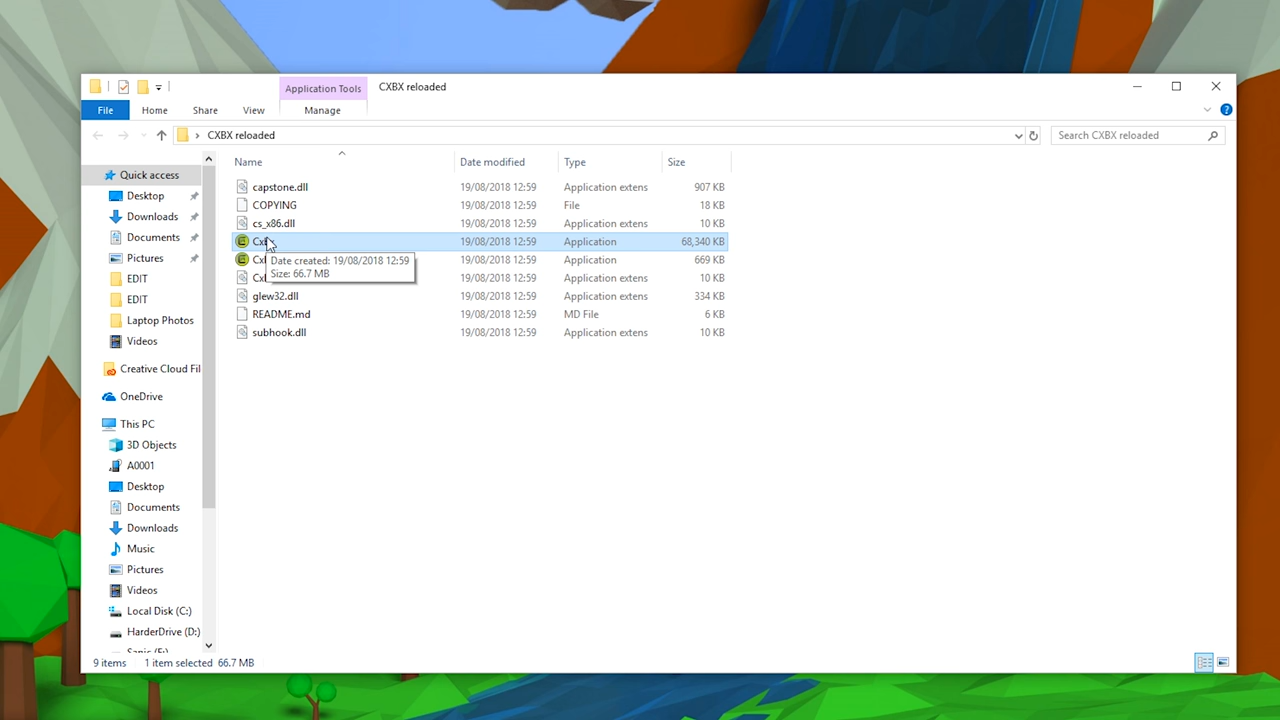 Application Tools
CXBX reloaded
File
Home
Share
View
Manage
CXBX reloaded
Search CXBX reloaded
Name
Date modified
Type
Size
Quick access
Desktop
Downloads
Documents
Pictures
EDIT
EDIT
Laptop Photos
Videos
Creative Cloud Fil
OneDrive
This PC
3D Objects
A0001
Desktop
Documents
Downloads
Music
Pictures
Videos
Local Disk (C:)
HarderDrive (D:)
capstone.dll 19/08/2018 12:59 Application extens 907 KB
COPYING 19/08/2018 12:59 File 18 KB
cs_x86.dll 19/08/2018 12:59 Application extens 10 KB
19/08/2018 12:59 Application 68,340 KB
19/08/2018 12:59 Application 669 KB
19/08/2018 12:59 Application extens 10 KB
glew32.dll 19/08/2018 12:59 Application extens 334 KB
README.md 19/08/2018 12:59 MD File 6 KB
subhook.dll 19/08/2018 12:59 Application extens 10 KB
Date created: 19/08/2018 12:59
Size: 66.7 MB
9 items 1 item selected 66.7 MB